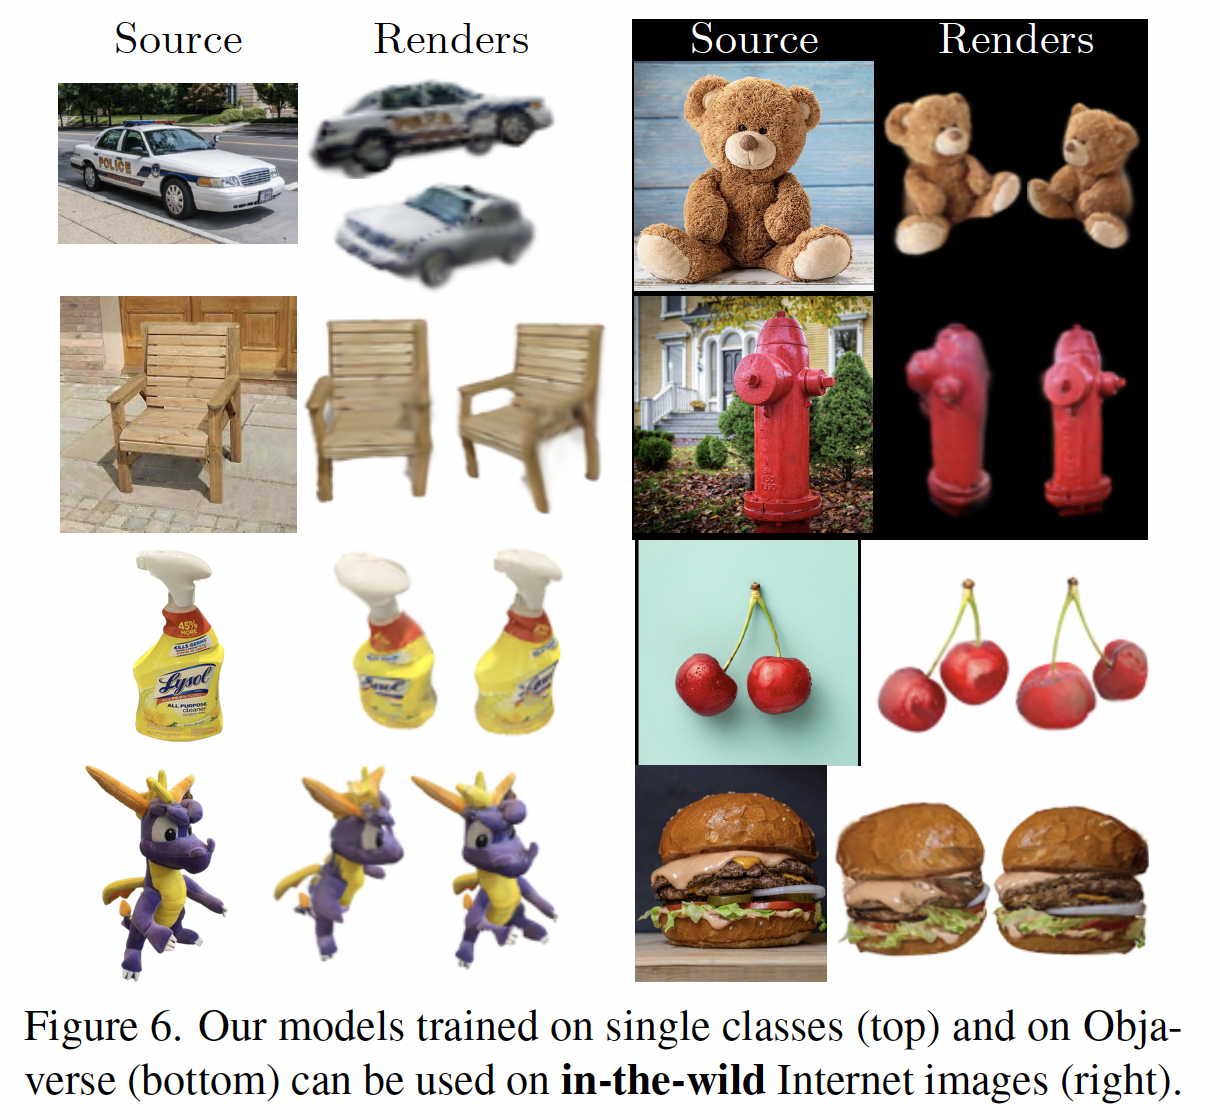 Source
Renders
Source
Renders
POLICE
45%
MORE
KILLS GERMS
Lysol
ALL PURPOSE
cleaner
Figure 6. Our models trained on single classes (top) and on Obja-
verse (bottom) can be used on in-the-wild Internet images (right).